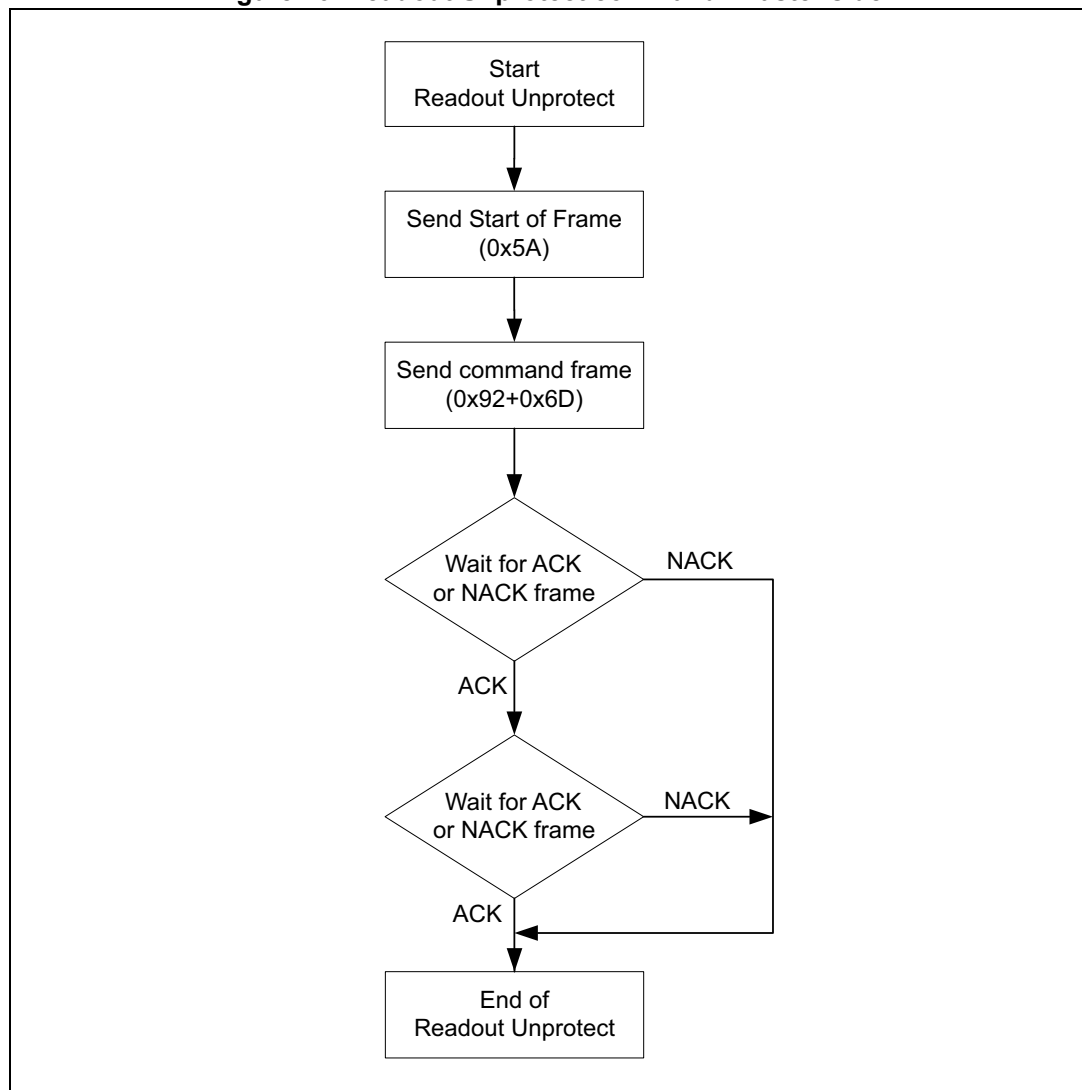 Start
Readout Unprotect
Send Start of Frame
(0x5A)
Send command frame
(0x92+0x6D)
Wait for ACK
or NACK frame
NACK
ACK
Wait for ACK
or NACK frame
NACK
ACK
End of
Readout Unprotect